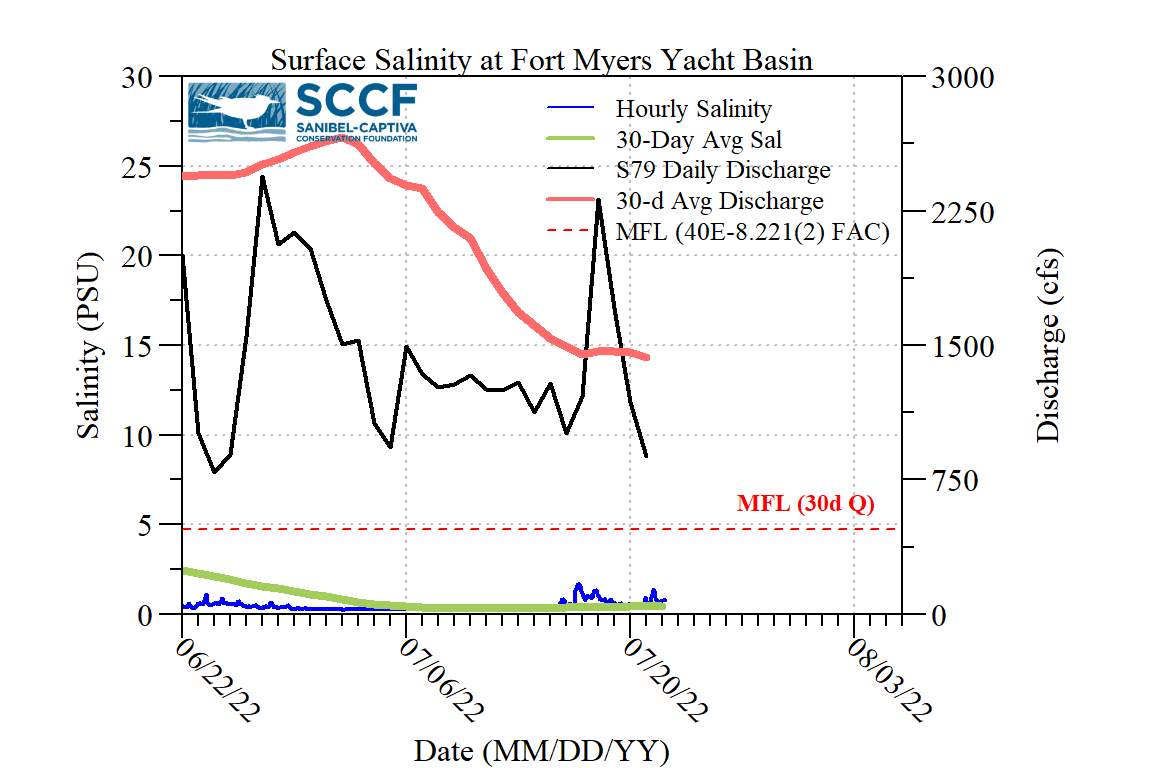 Surface Salinity at Fort Myers Yacht Basin
SCCF
SANIBEL-CAPTIVA
CONSERVATION FOUNDATION
Hourly Salinity
30-Day Avg Sal
S79 Daily Discharge
30-d Avg Discharge
MFL (40E-8.221(2) FAC)
MFL (30d Q)
Salinity (PSU)
30
25
20
15
10
5
0
Discharge (cfs)
3000
2250
1500
750
0
06/22/22
07/06/22
07/20/22
08/03/22
Date (MM/DD/YY)